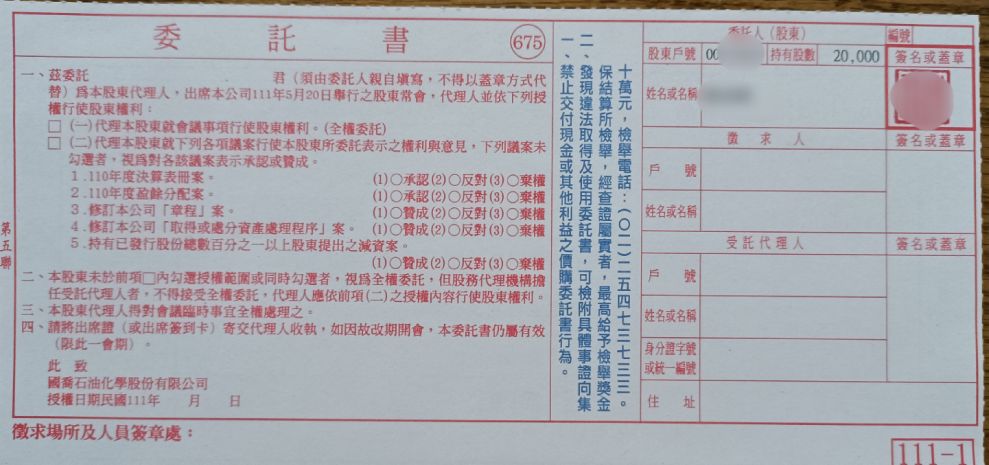 委託書
675
一、茲委託 君（須由委託人親自塡寫，不得以蓋章方式代
替）爲本股東代理人，出席本公司111年5月20日舉行之股東常會，代理人並依下列授
權行使股東權利：
□（一）代理本股東就會議事項行使股東權利。（全權委託）
□（二）代理本股東就下列各項議案行使本股東所委託表示之權利與意見，下列議案未
勾選者，視爲對各該議案表示承認或贊成。
1.110年度決算表冊案。 (1)○承認(2)○反對(3)○棄權
2.110年度盈餘分配案。 (1)○承認(2)○反對(3)○棄權
3.修訂本公司「章程」案。 (1)○贊成(2)○反對(3)○棄權
4.修訂本公司「取得或處分資產處理程序」案。 (1)○贊成(2)○反對(3)○棄權
5.持有已發行股份總數百分之一以上股東提出之減資案。
(1)○贊成(2)○反對(3)○棄權
二、本股東未於前項□內勾選授權範圍或同時勾選者，視爲全權委託，但股務代理機構擔
任受託代理人者，不得接受全權委託，代理人應依前項(二)之授權內容行使股東權利。
三、本股東代理人得對會議臨時事宜全權處理之。
四、請將出席證（或出席簽到卡）寄交代理人收執，如因故改期開會，本委託書仍屬有效
（限此一會期）。
此致
國喬石油化學股份有限公司
授權日期民國111年 月 日
第五聯
徵求場所及人員簽章處：
一、禁止交付現金或其他利益之價購委託書行為。
二、發現違法取得及使用委託書，可檢附具體事證向集
保結算所檢舉，經查證屬實者，最高給予檢舉獎金
十萬元，檢舉電話：（〇二）二五四七三七三三。
委託人（股東）
編號
股東戶號 00
持有股數 20,000
簽名或蓋章
姓名或名稱
徵求人
簽名或蓋章
戶號
姓名或名稱
受託代理人
簽名或蓋章
戶號
姓名或名稱
身分證字號
或統一編號
住址
111-1